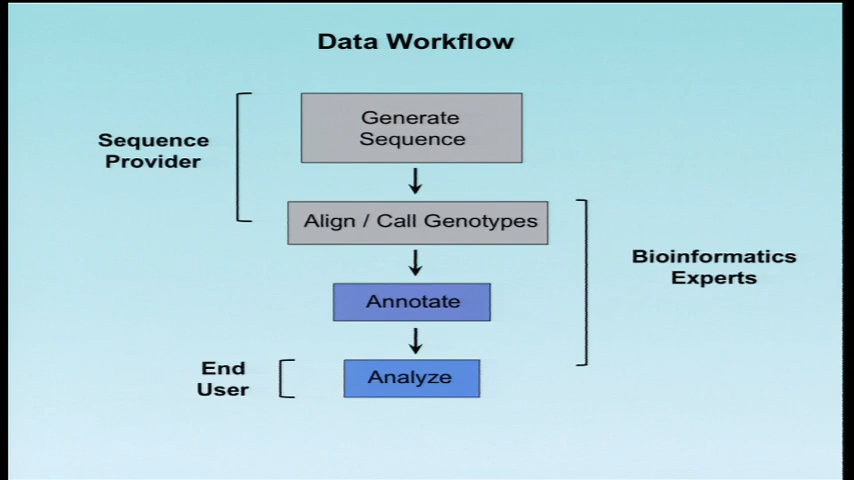 Data Workflow
Generate
Sequence
Sequence
Provider
Align / Call Genotypes
Bioinformatics
Experts
Annotate
End
User
Analyze